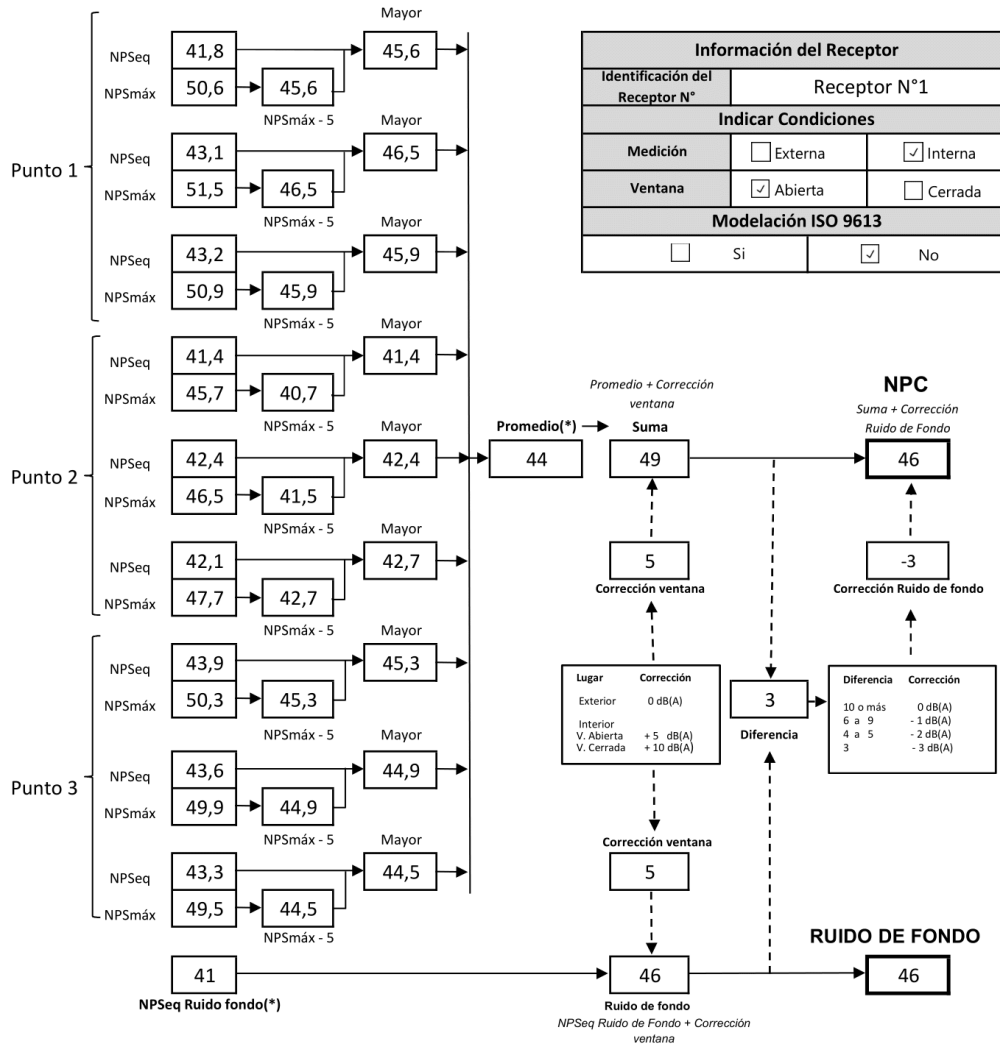 Mayor
NPSeq 41,8 45,6
NPSmáx 50,6 45,6
NPSmáx - 5
Mayor
Punto 1
NPSeq 43,1 46,5
NPSmáx 51,5 46,5
NPSmáx - 5
Mayor
NPSeq 43,2 45,9
NPSmáx 50,9 45,9
NPSmáx - 5
Mayor
NPSeq 41,4 41,4
NPSmáx 45,7 40,7
NPSmáx - 5
Mayor
Punto 2
NPSeq 42,4 42,4
NPSmáx 46,5 41,5
NPSmáx - 5
Mayor
NPSeq 42,1 42,7
NPSmáx 47,7 42,7
NPSmáx - 5
Mayor
NPSeq 43,9 45,3
NPSmáx 50,3 45,3
NPSmáx - 5
Mayor
Punto 3
NPSeq 43,6 44,9
NPSmáx 49,9 44,9
NPSmáx - 5
Mayor
NPSeq 43,3 44,5
NPSmáx 49,5 44,5
NPSmáx - 5
41
NPSeq Ruido fondo(*)
Información del Receptor
Identificación del
Receptor N°
Receptor N°1
Indicar Condiciones
Medición Externa ✓ Interna
Ventana ✓ Abierta Cerrada
Modelación ISO 9613
Si ✓ No
Promedio(*)
44
Promedio + Corrección
ventana
Suma
49
5
Corrección ventana
NPC
Suma + Corrección
Ruido de Fondo
46
-3
Corrección Ruido de fondo
Lugar Corrección
Exterior 0 dB(A)
Interior
V. Abierta + 5 dB(A)
V. Cerrada + 10 dB(A)
3
Diferencia
Diferencia Corrección
10 o más 0 dB(A)
6 a 9 - 1 dB(A)
4 a 5 - 2 dB(A)
3 - 3 dB(A)
Corrección ventana
5
46
Ruido de fondo
NPSeq Ruido de Fondo + Corrección
ventana
RUIDO DE FONDO
46